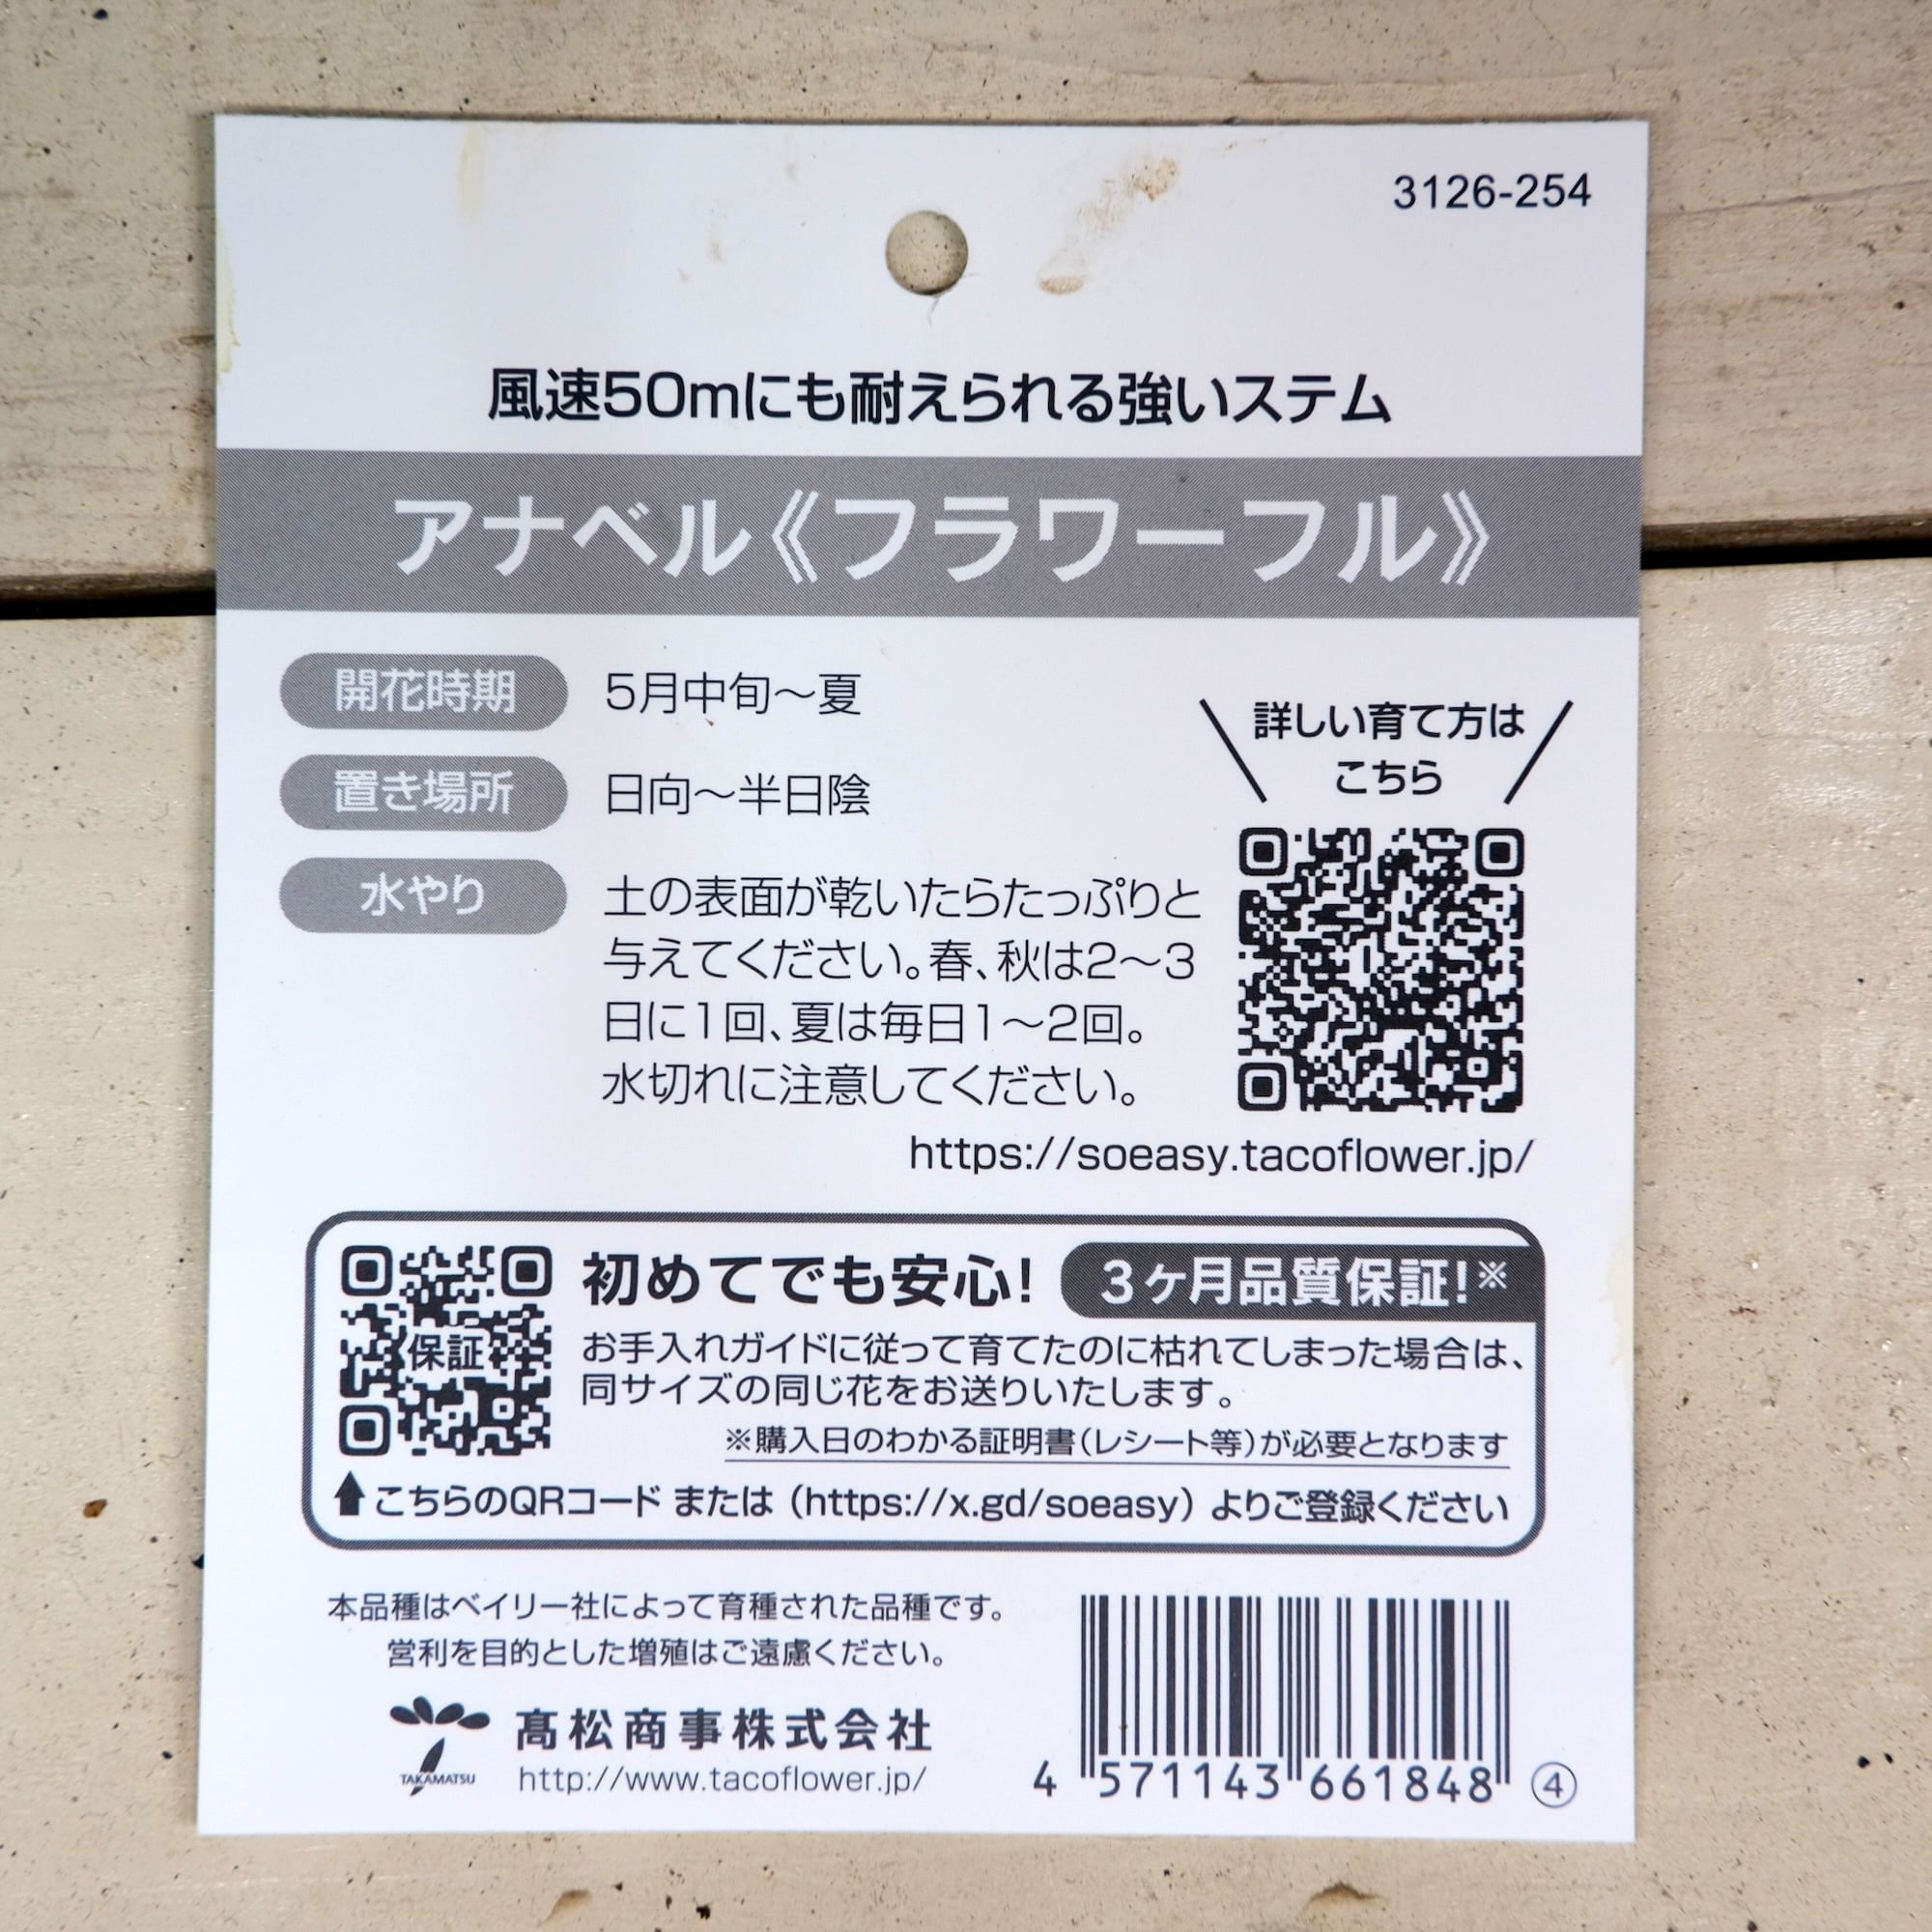 3126-254
風速50mにも耐えられる強いステム
アナベル《フラワーフル》
開花時期 5月中旬～夏
置き場所 日向～半日陰
水やり 土の表面が乾いたらたっぷりと
与えてください。春、秋は2～3
日に1回、夏は毎日1～2回。
水切れに注意してください。
詳しい育て方は
こちら
https://soeasy.tacoflower.jp/
保証
初めてでも安心! 3ヶ月品質保証!※
お手入れガイドに従って育てたのに枯れてしまった場合は、
同サイズの同じ花をお送りいたします。
※購入日のわかる証明書(レシート等)が必要となります
こちらのQRコード または (https://x.gd/soeasy) よりご登録ください
本品種はベイリー社によって育種された品種です。
営利を目的とした増殖はご遠慮ください。
TAKAMATSU
髙松商事株式会社
http://www.tacoflower.jp/
4 571143 661848 ④